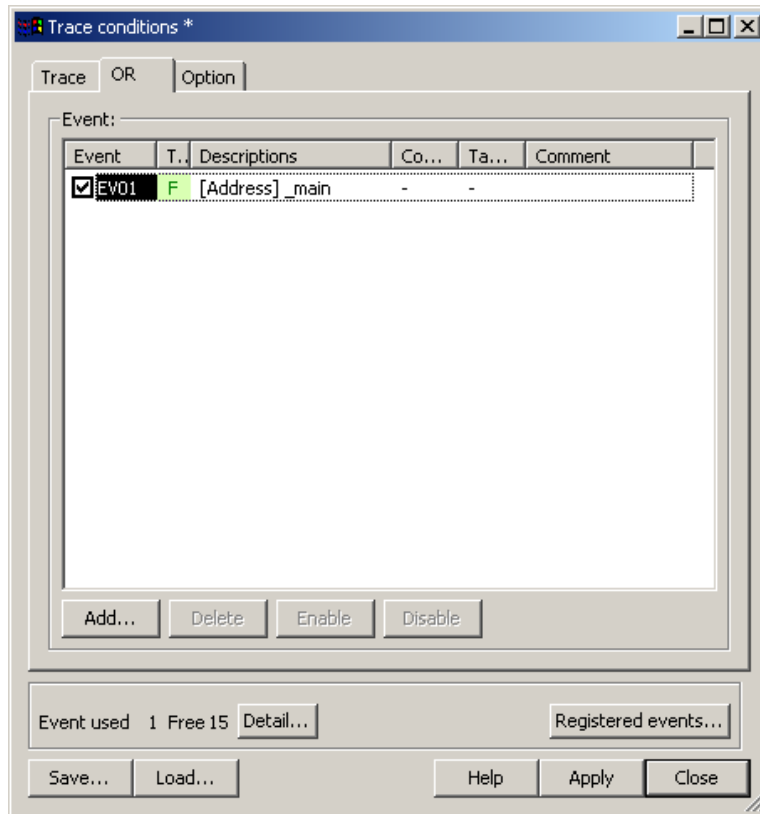 Trace conditions *
Trace OR Option
Event:
Event T.. Descriptions Co... Ta... Comment
EV01 F [Address] _main - -
Add... Delete Enable Disable
Event used 1 Free 15 Detail... Registered events...
Save... Load... Help Apply Close